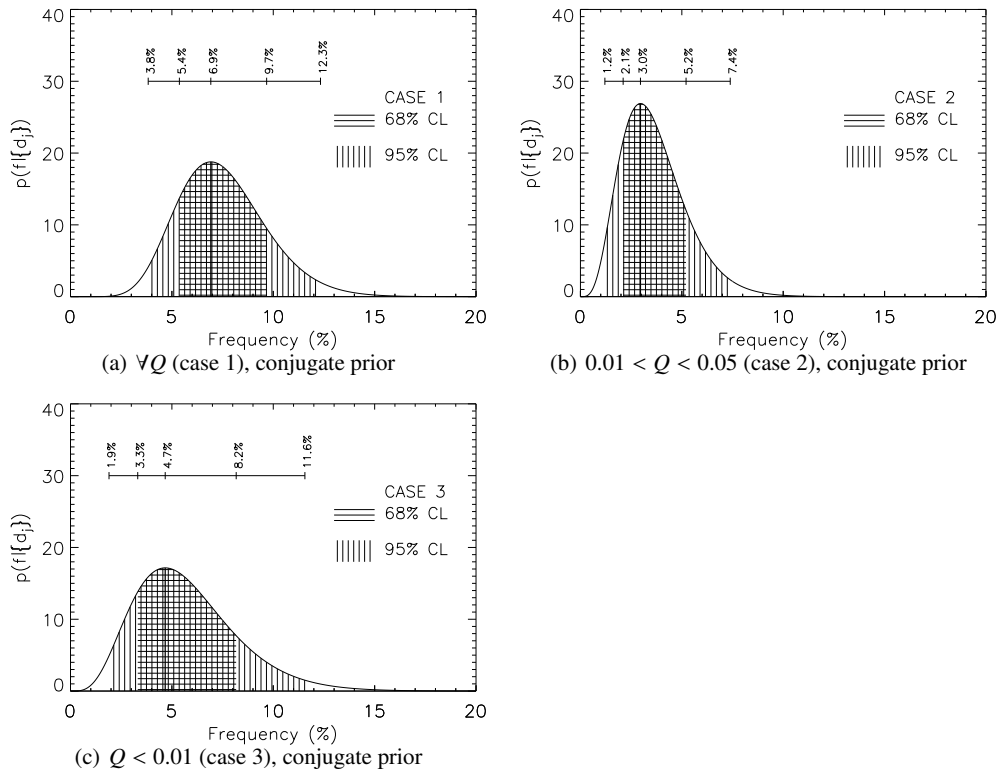 40
30
20
10
0
p(f|{d_j})
3.8%
5.4%
6.9%
9.7%
12.3%
CASE 1
68% CL
95% CL
0 5 10 15 20
Frequency (%)
(a) ∀Q (case 1), conjugate prior
40
30
20
10
0
p(f|{d_j})
1.2%
2.1%
3.0%
5.2%
7.4%
CASE 2
68% CL
95% CL
0 5 10 15 20
Frequency (%)
(b) 0.01 < Q < 0.05 (case 2), conjugate prior
40
30
20
10
0
p(f|{d_j})
1.9%
3.3%
4.7%
8.2%
11.6%
CASE 3
68% CL
95% CL
0 5 10 15 20
Frequency (%)
(c) Q < 0.01 (case 3), conjugate prior